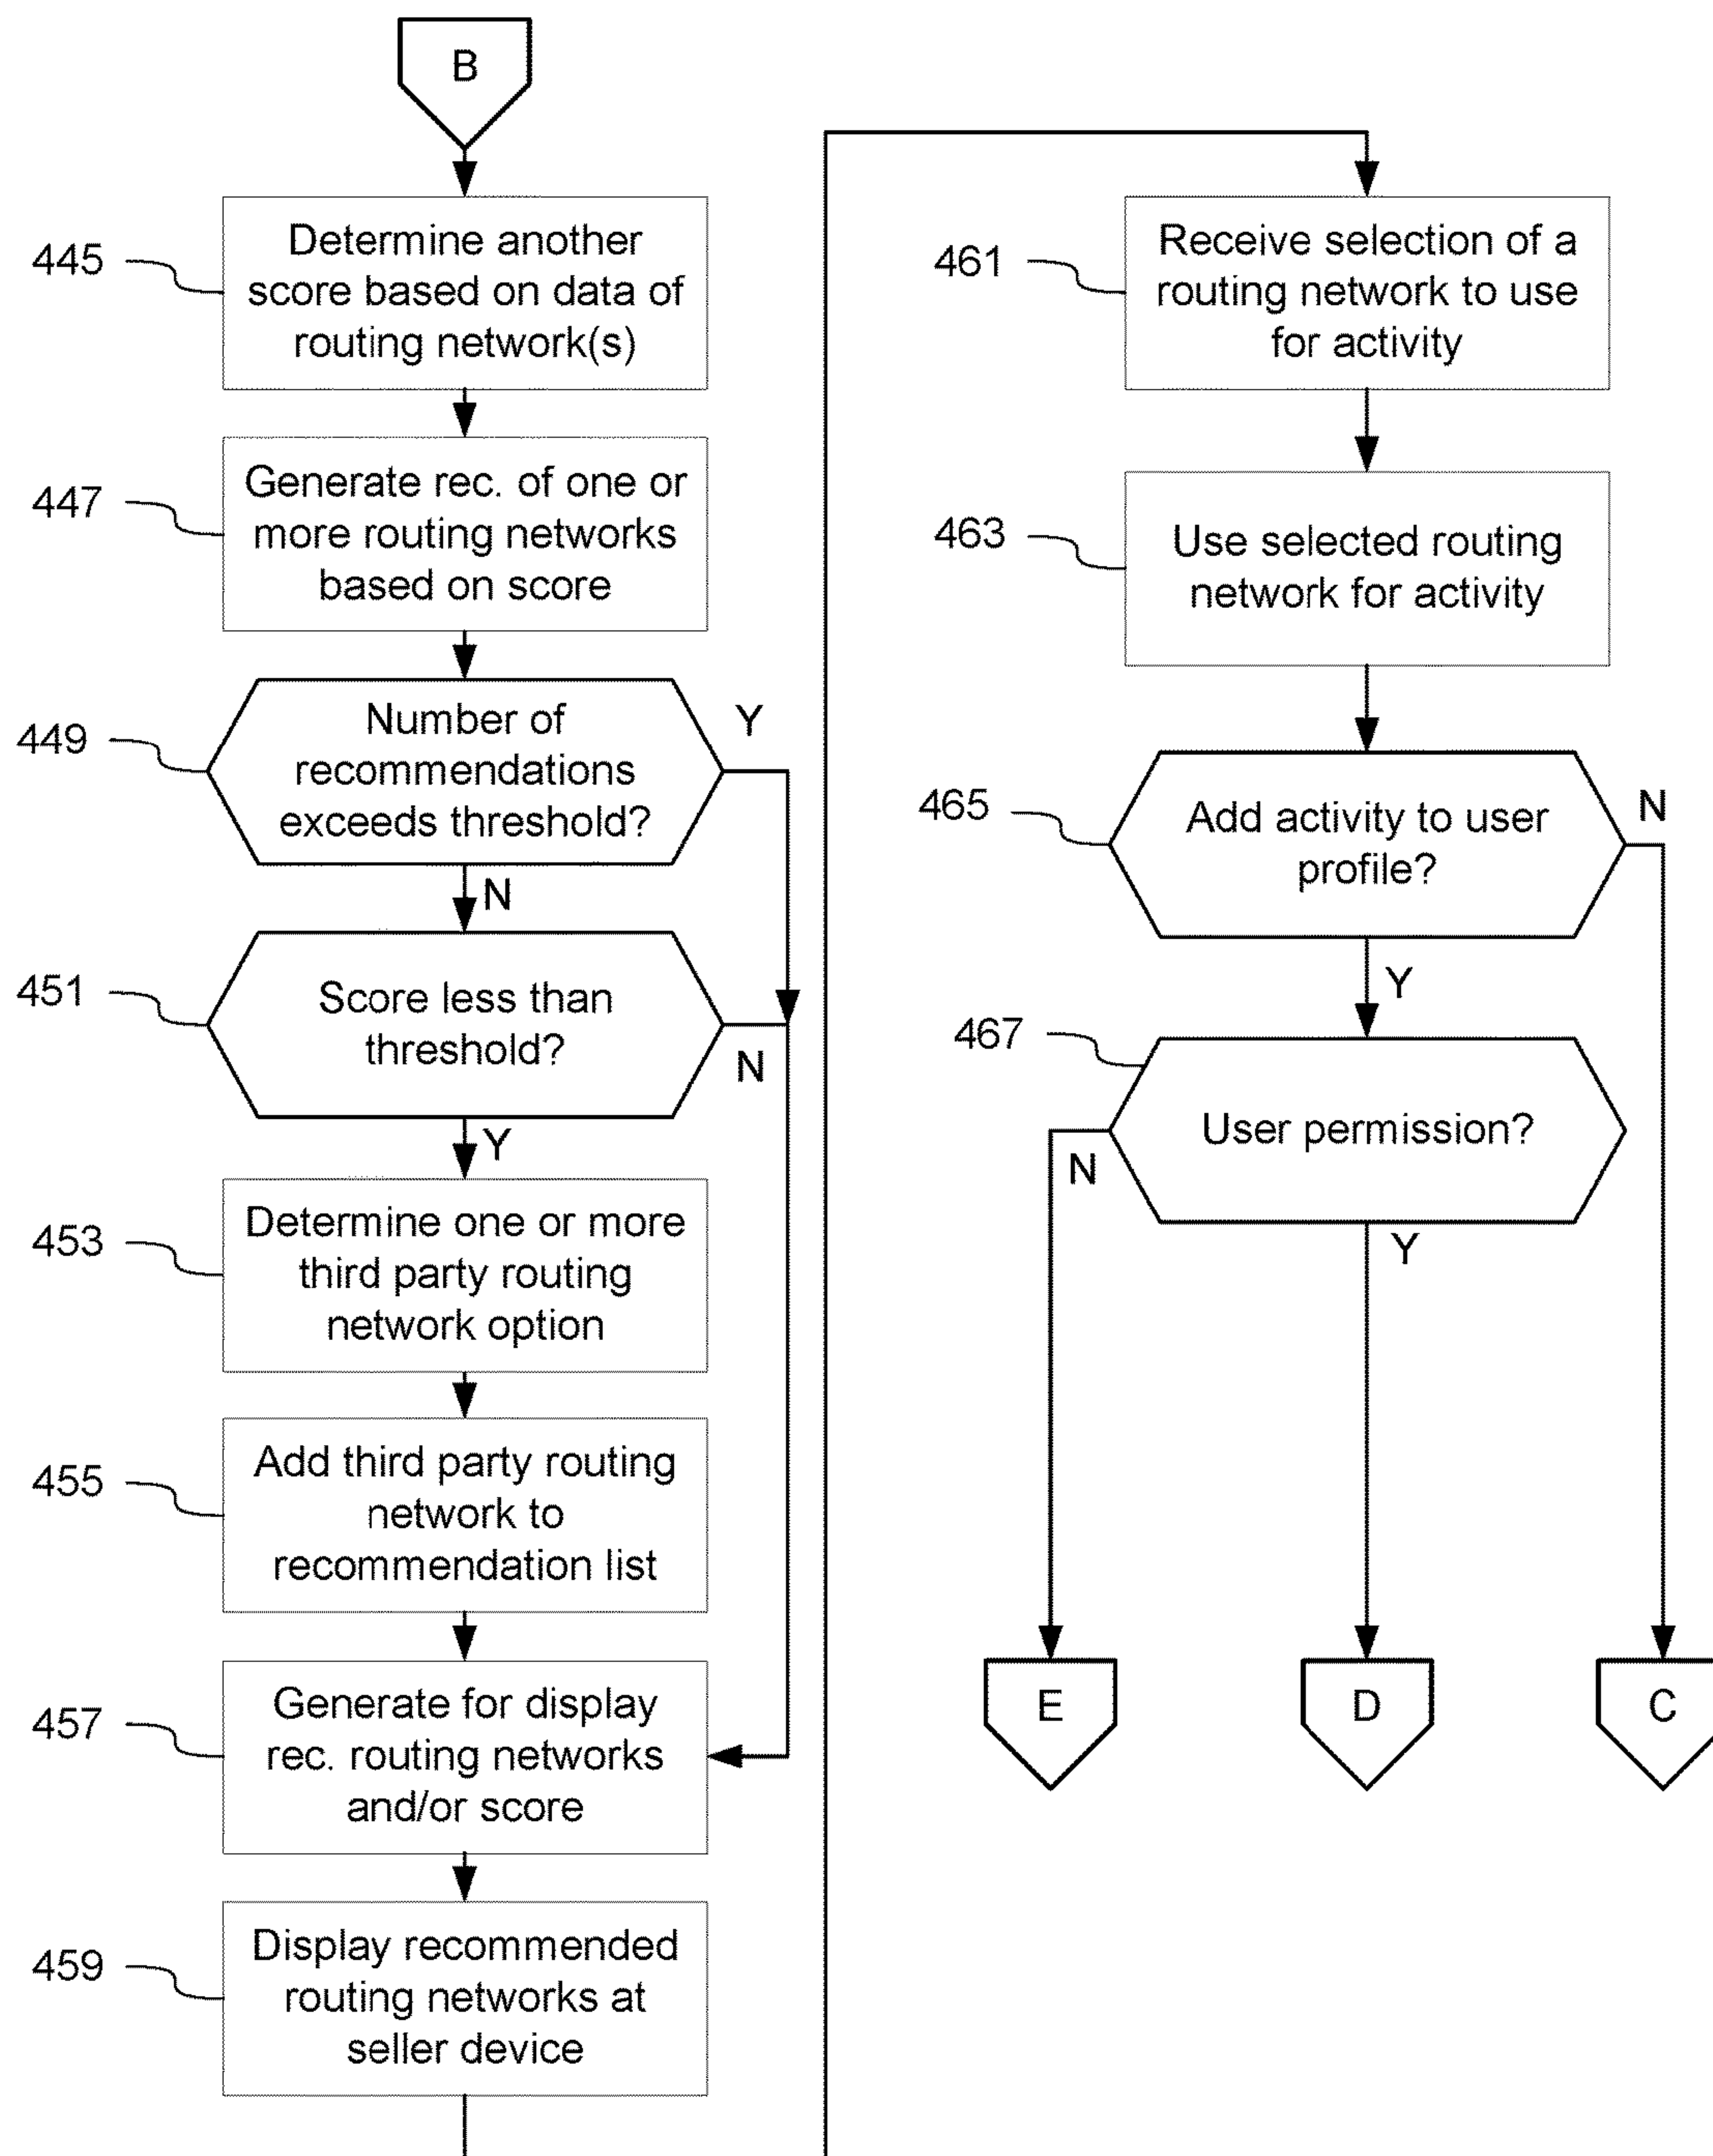 B
445
Determine another
score based on data of
routing network(s)
447
Generate rec. of one or
more routing networks
based on score
449
Number of
recommendations
exceeds threshold?
Y
N
451
Score less than
threshold?
N
Y
453
Determine one or more
third party routing
network option
455
Add third party routing
network to
recommendation list
457
Generate for display
rec. routing networks
and/or score
459
Display recommended
routing networks at
seller device
461
Receive selection of a
routing network to use
for activity
463
Use selected routing
network for activity
465
Add activity to user
profile?
N
Y
467
User permission?
N
Y
E
D
C